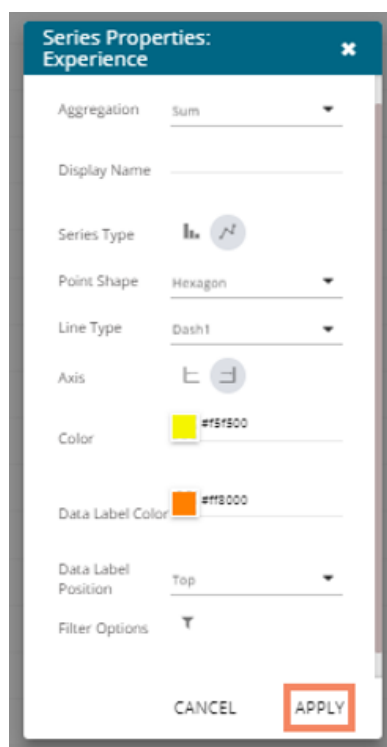 Series Properties:
Experience
Aggregation Sum
Display Name
Series Type
Point Shape Hexagon
Line Type Dash1
Axis
Color #f5f500
Data Label Color #ff8000
Data Label
Position Top
Filter Options
CANCEL APPLY